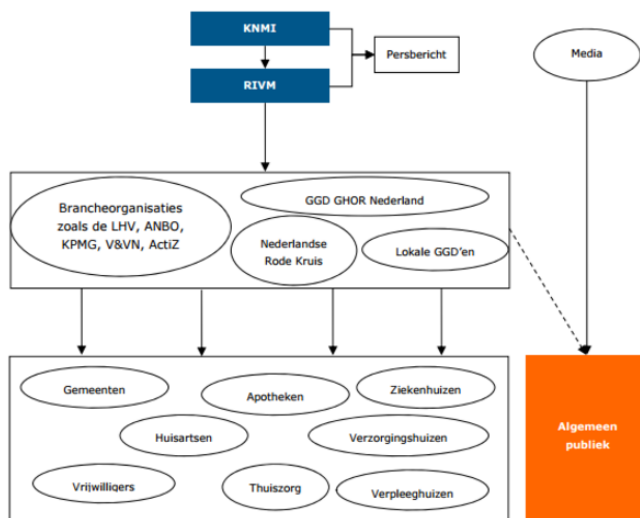 KNMI
Persbericht
Media
RIVM
Brancheorganisaties
zoals de LHV, ANBO,
KPMG, V&VN, ActiZ
GGD GHOR Nederland
Nederlandse
Rode Kruis
Lokale GGD'en
Gemeenten
Apotheken
Ziekenhuizen
Huisartsen
Verzorgingshuizen
Vrijwilligers
Thuiszorg
Verpleeghuizen
Algemeen
publiek